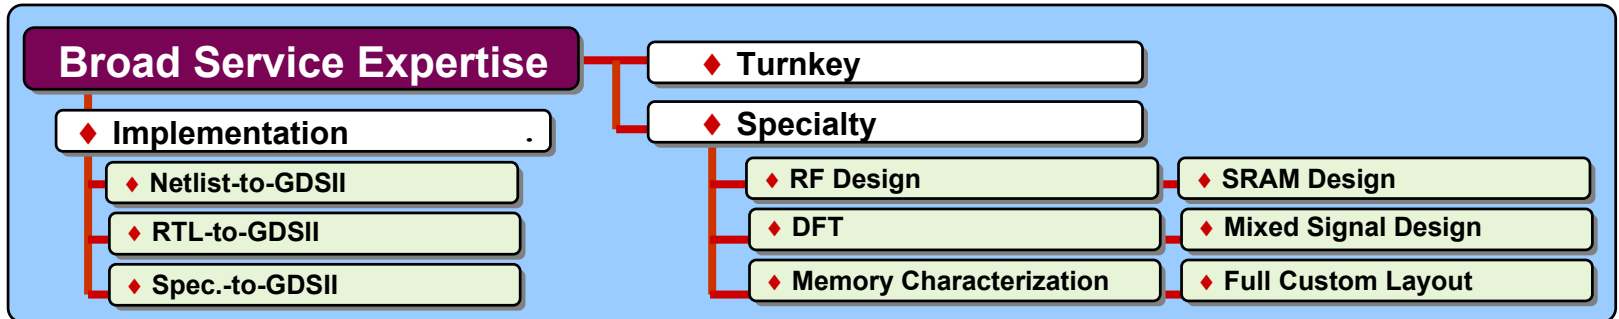 Broad Service Expertise
Implementation .
Netlist-to-GDSII
RTL-to-GDSII
Spec.-to-GDSII
Turnkey
Specialty
RF Design
SRAM Design
DFT
Mixed Signal Design
Memory Characterization
Full Custom Layout